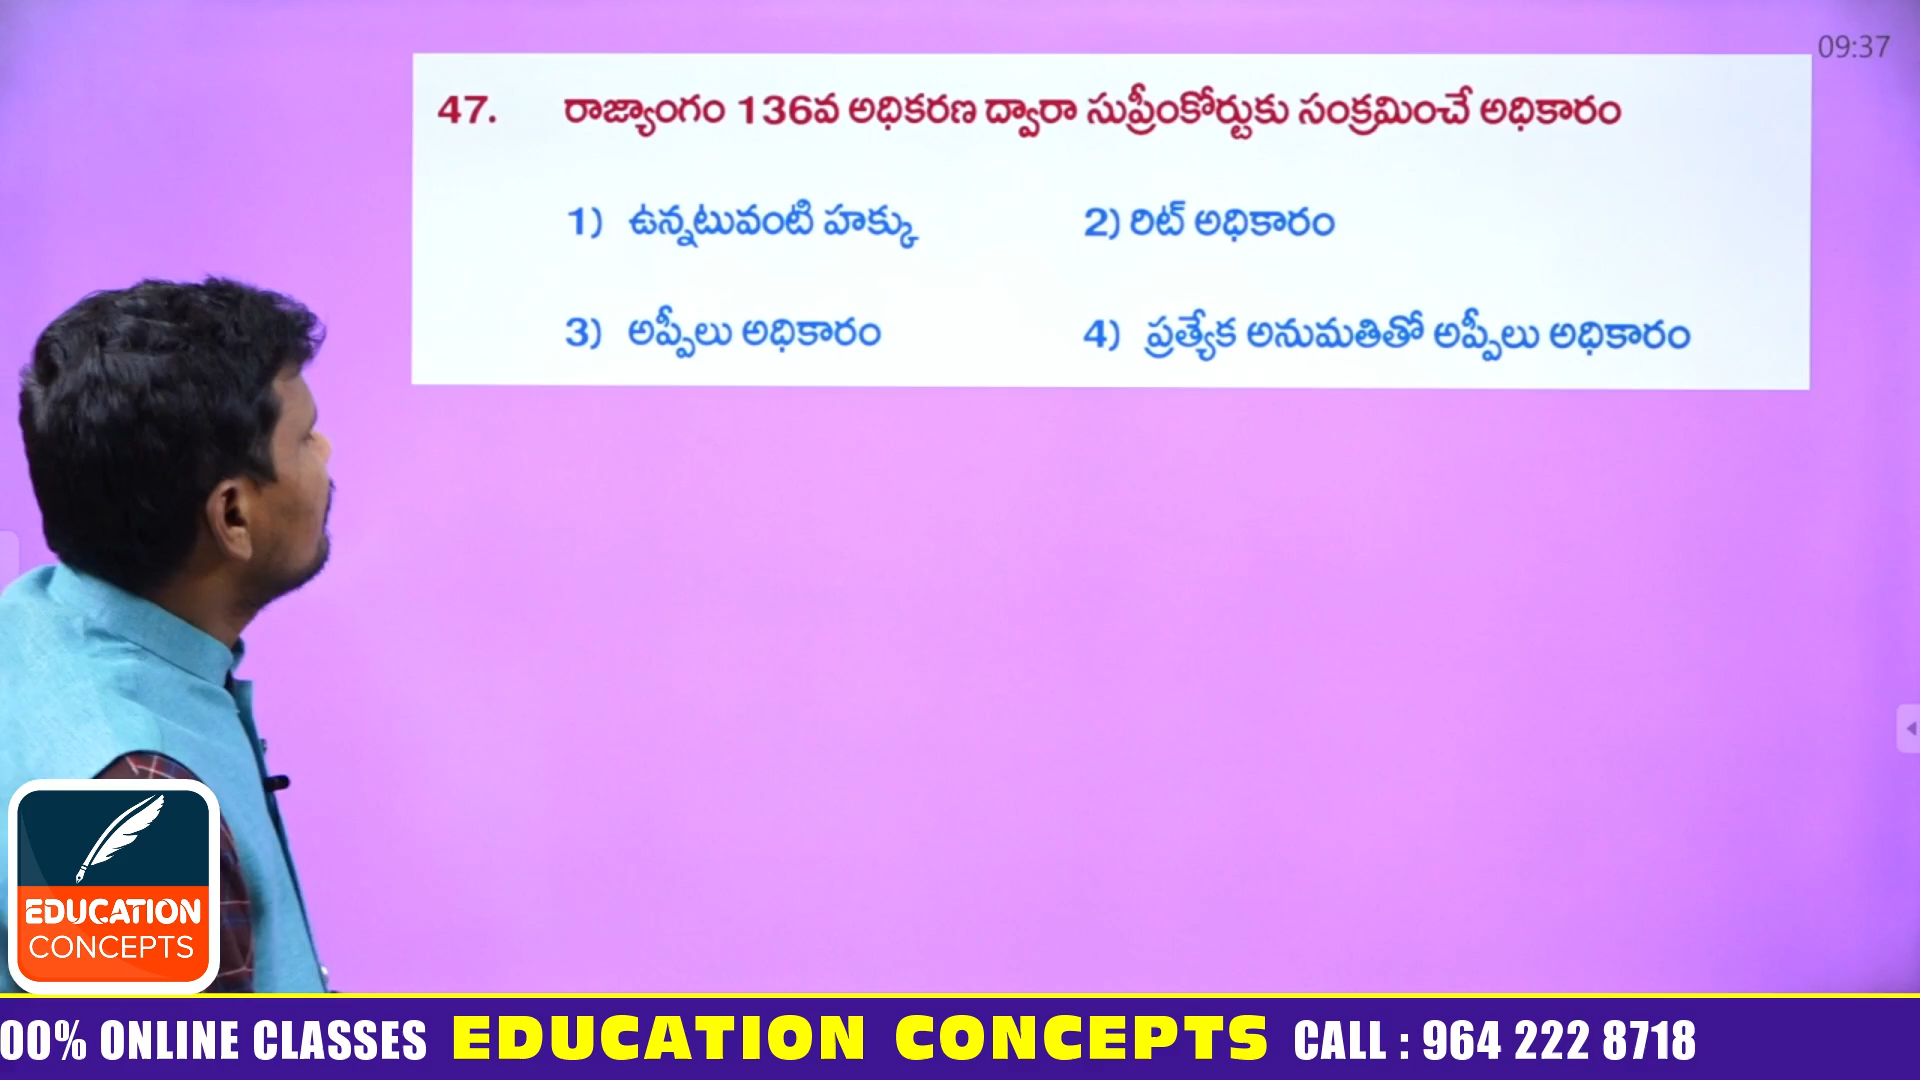 09:37
47. రాజ్యాంగం 136వ అధికరణ ద్వారా సుప్రీంకోర్టుకు సంక్రమించే అధికారం
1) ఉన్నటువంటి హక్కు 2) రిట్ అధికారం
3) అప్పీలు అధికారం 4) ప్రత్యేక అనుమతితో అప్పీలు అధికారం
EDUCATION
CONCEPTS
00% ONLINE CLASSES EDUCATION CONCEPTS CALL : 964 222 8718